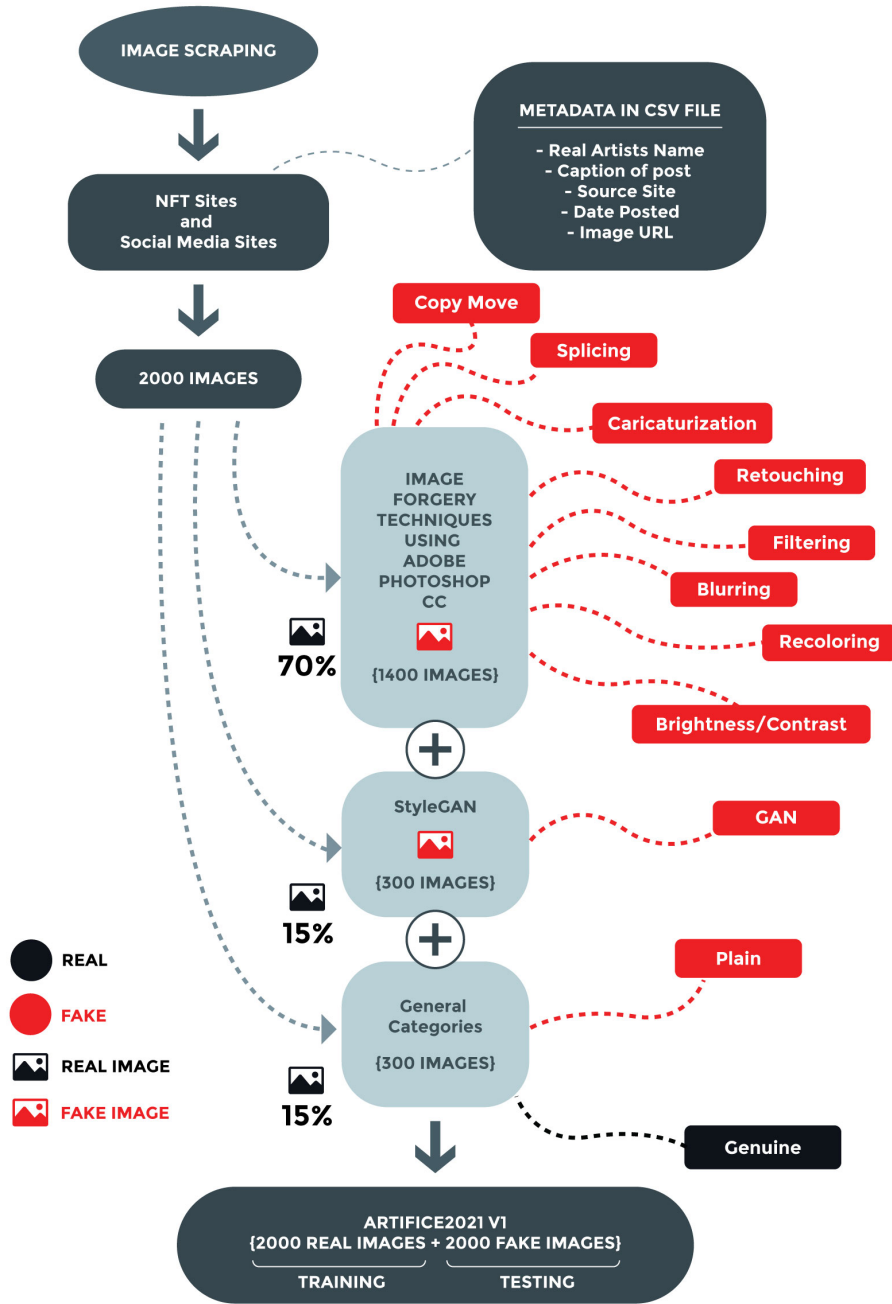 IMAGE SCRAPING
METADATA IN CSV FILE
- Real Artists Name
- Caption of post
- Source Site
- Date Posted
- Image URL
NFT Sites
and
Social Media Sites
2000 IMAGES
Copy Move
Splicing
Caricaturization
Retouching
Filtering
Blurring
Recoloring
Brightness/Contrast
IMAGE
FORGERY
TECHNIQUES
USING
ADOBE
PHOTOSHOP
CC
{1400 IMAGES}
70%
+
StyleGAN
{300 IMAGES}
15%
GAN
+
General
Categories
{300 IMAGES}
15%
Plain
Genuine
REAL
FAKE
REAL IMAGE
FAKE IMAGE
ARTIFICE2021 V1
{2000 REAL IMAGES + 2000 FAKE IMAGES}
TRAINING TESTING